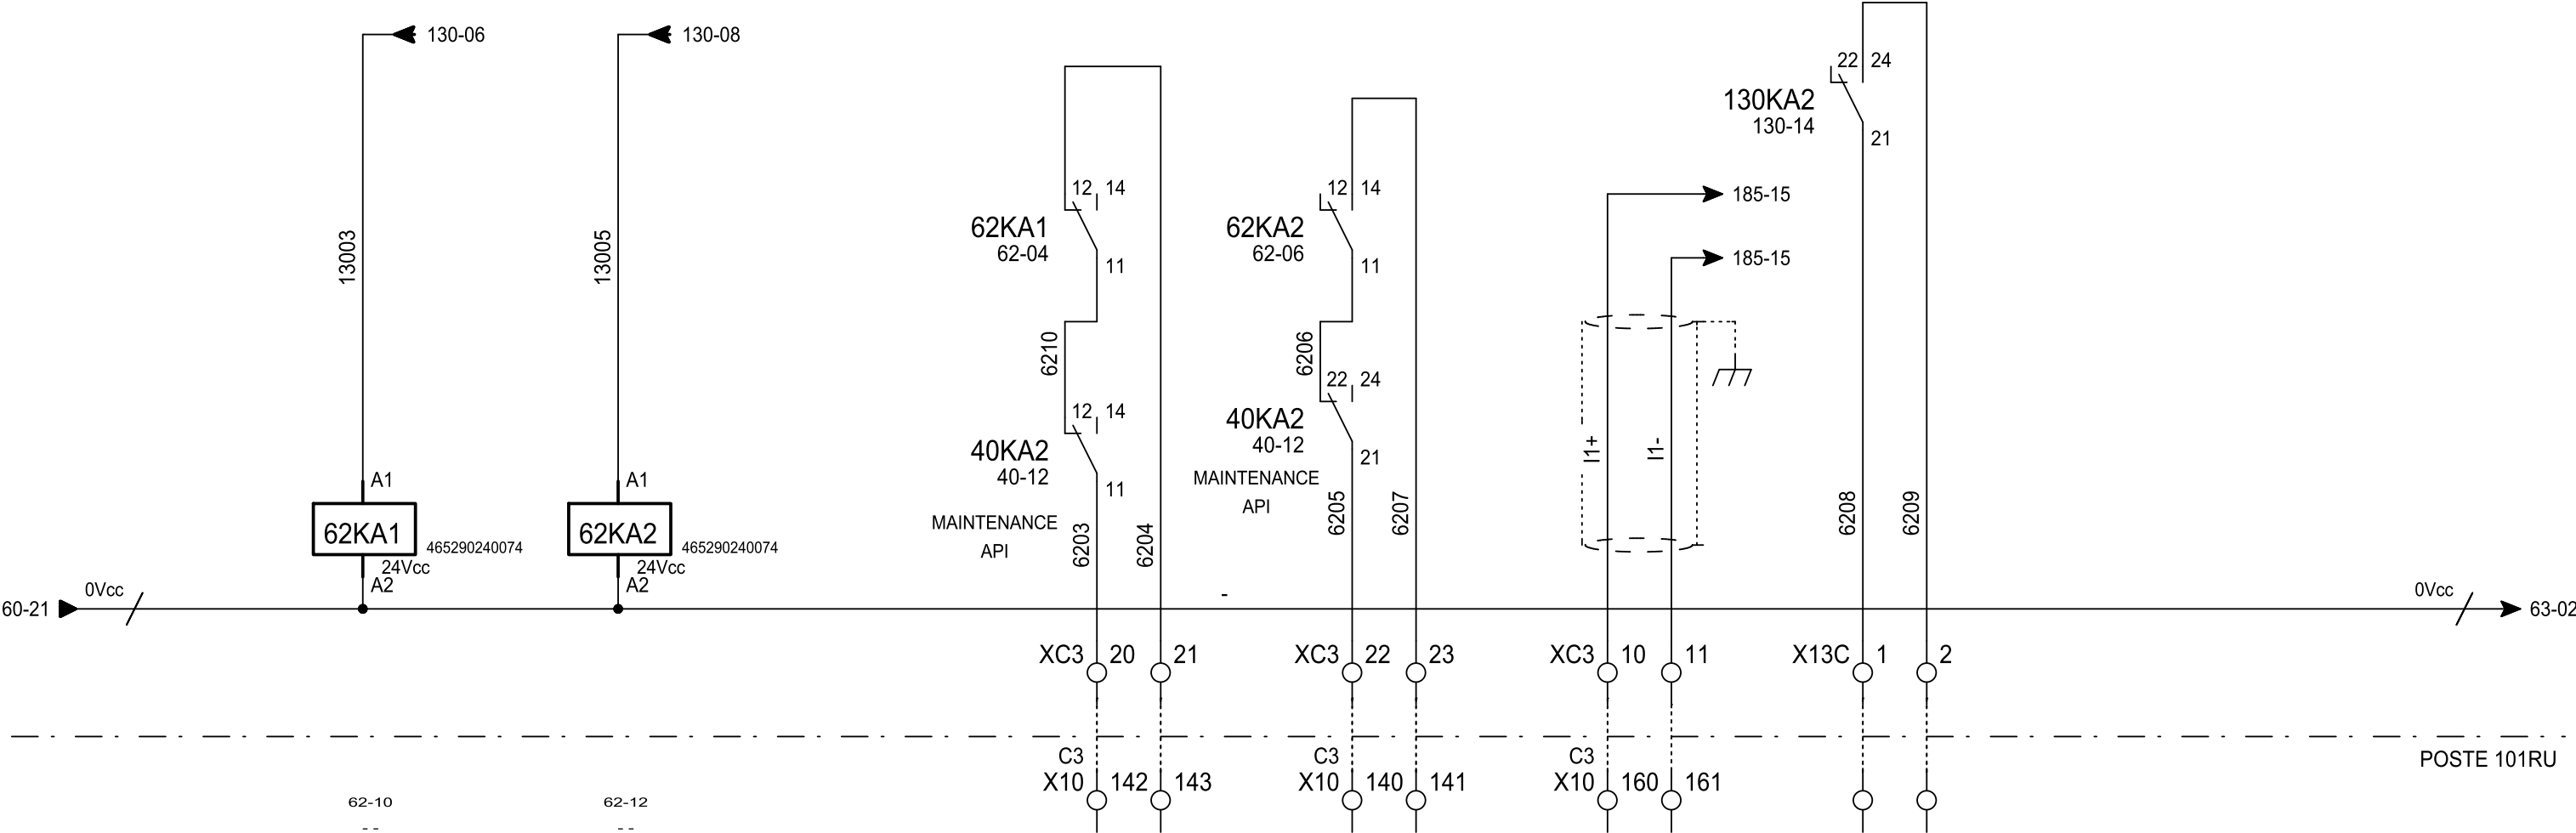 130-06
130-08
22 24
130KA2
130-14
21
12 14
62KA1
62-04
11
12 14
62KA2
62-06
11
185-15
185-15
13003
13005
6210
6206
12 14
40KA2
40-12
11
22 24
40KA2
40-12
21
MAINTENANCE
API
MAINTENANCE
API
I1+
I1-
6203
6204
6205
6207
6208
6209
A1
62KA1
465290240074
24Vcc
A2
A1
62KA2
465290240074
24Vcc
A2
60-21
0Vcc
-
0Vcc
63-02
XC3 20 21
XC3 22 23
XC3 10 11
X13C 1 2
C3
X10 142 143
C3
X10 140 141
C3
X10 160 161
POSTE 101RU
62-10
--
62-12
--